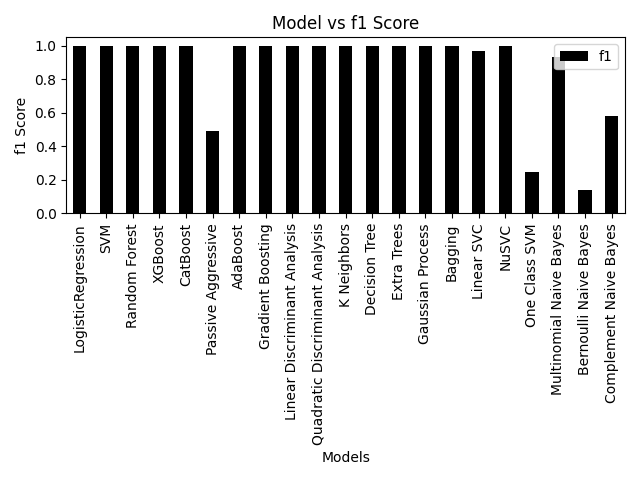 Model vs f1 Score
f1
f1 Score
1.0
0.8
0.6
0.4
0.2
0.0
LogisticRegression
SVM
Random Forest
XGBoost
CatBoost
Passive Aggressive
AdaBoost
Gradient Boosting
Linear Discriminant Analysis
Quadratic Discriminant Analysis
K Neighbors
Decision Tree
Extra Trees
Gaussian Process
Bagging
Linear SVC
NuSVC
One Class SVM
Multinomial Naive Bayes
Bernoulli Naive Bayes
Complement Naive Bayes
Models